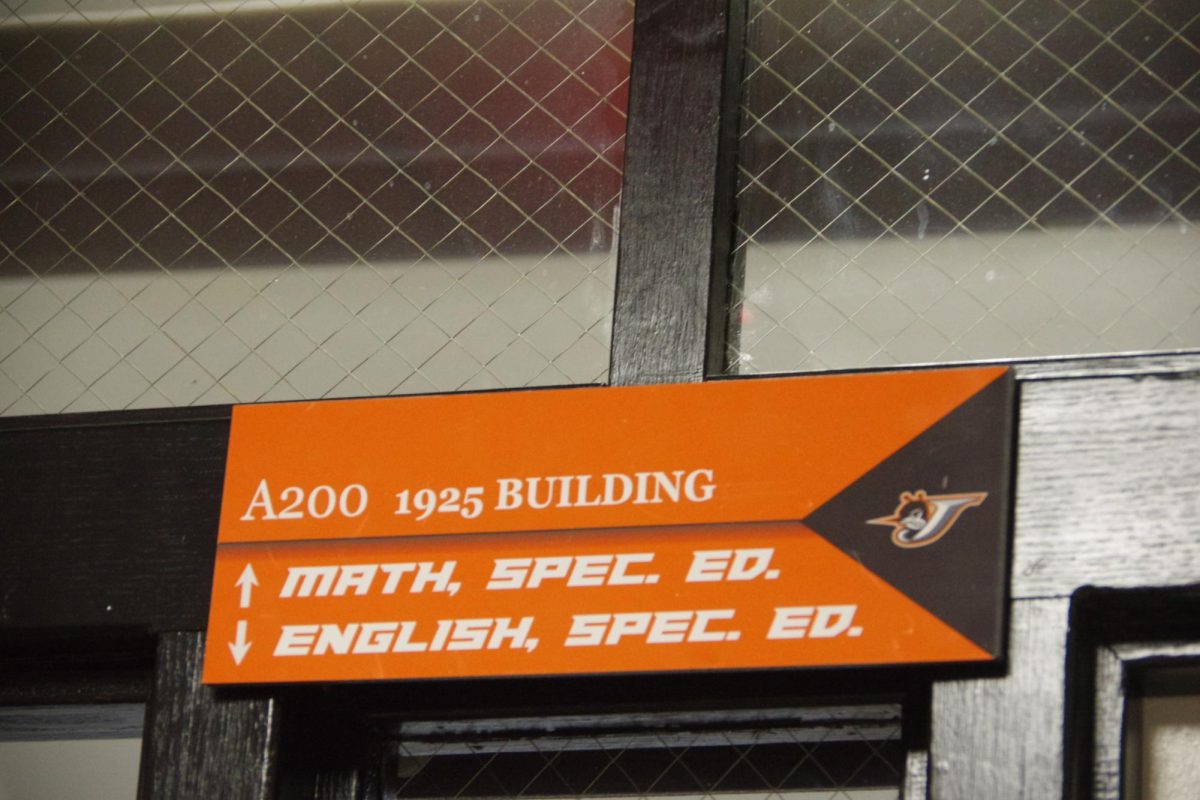 A200 1925 BUILDING
↑ MATH, SPEC. ED.
↓ ENGLISH, SPEC. ED.
J